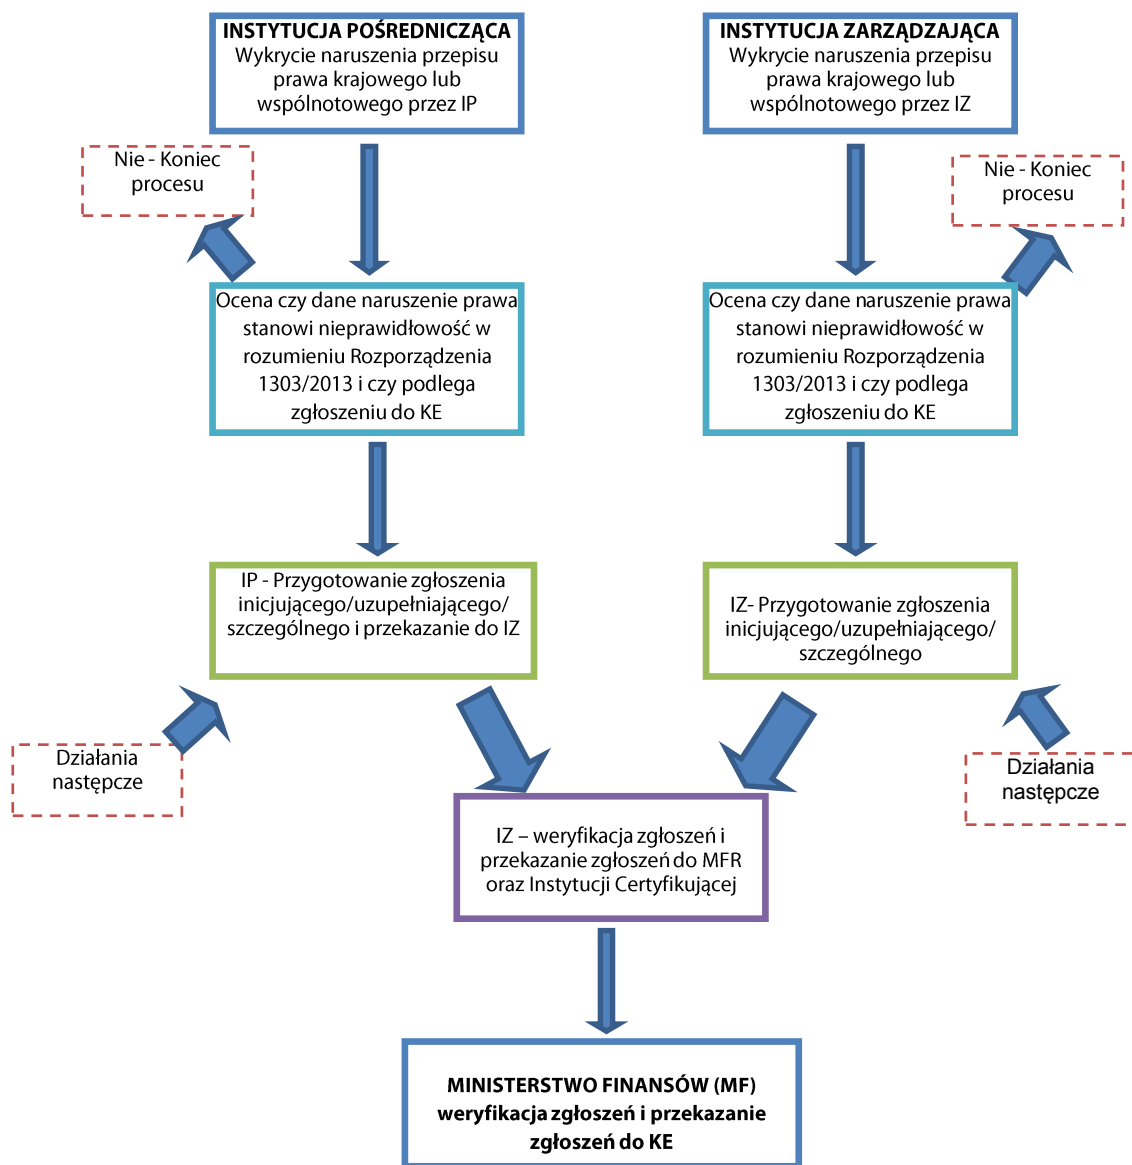 INSTYTUCJA POŚREDNICZĄCA
Wykrycie naruszenia przepisu
prawa krajowego lub
wspólnotowego przez IP
INSTYTUCJA ZARZĄDZAJĄCA
Wykrycie naruszenia przepisu
prawa krajowego lub
wspólnotowego przez IZ
Nie - Koniec
procesu
Nie - Koniec
procesu
Ocena czy dane naruszenie prawa
stanowi nieprawidłowość w
rozumieniu Rozporządzenia
1303/2013 i czy podlega
zgłoszeniu do KE
Ocena czy dane naruszenie prawa
stanowi nieprawidłowość w
rozumieniu Rozporządzenia
1303/2013 i czy podlega
zgłoszeniu do KE
IP - Przygotowanie zgłoszenia
inicjującego/uzupełniającego/
szczególnego i przekazanie do IZ
IZ- Przygotowanie zgłoszenia
inicjującego/uzupełniającego/
szczególnego
Działania
następcze
Działania
następcze
IZ – weryfikacja zgłoszeń i
przekazanie zgłoszeń do MFR
oraz Instytucji Certyfikującej
MINISTERSTWO FINANSÓW (MF)
weryfikacja zgłoszeń i przekazanie
zgłoszeń do KE